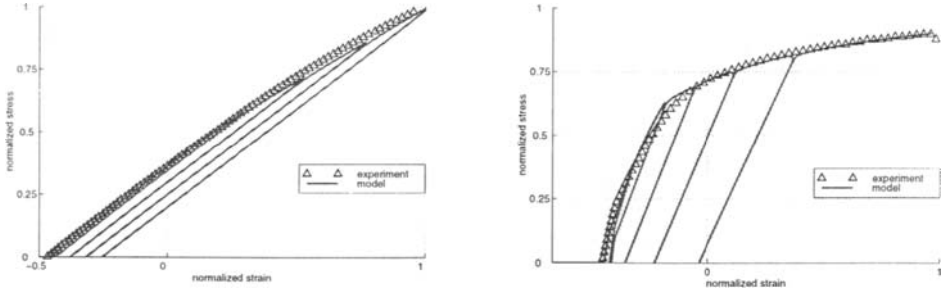 1
0.75
0.5
0.25
0
normalized stress
experiment
model
−0.5
0
1
normalized strain
1
0.75
0.5
0.25
0
normalized stress
experiment
model
0
1
normalized strain